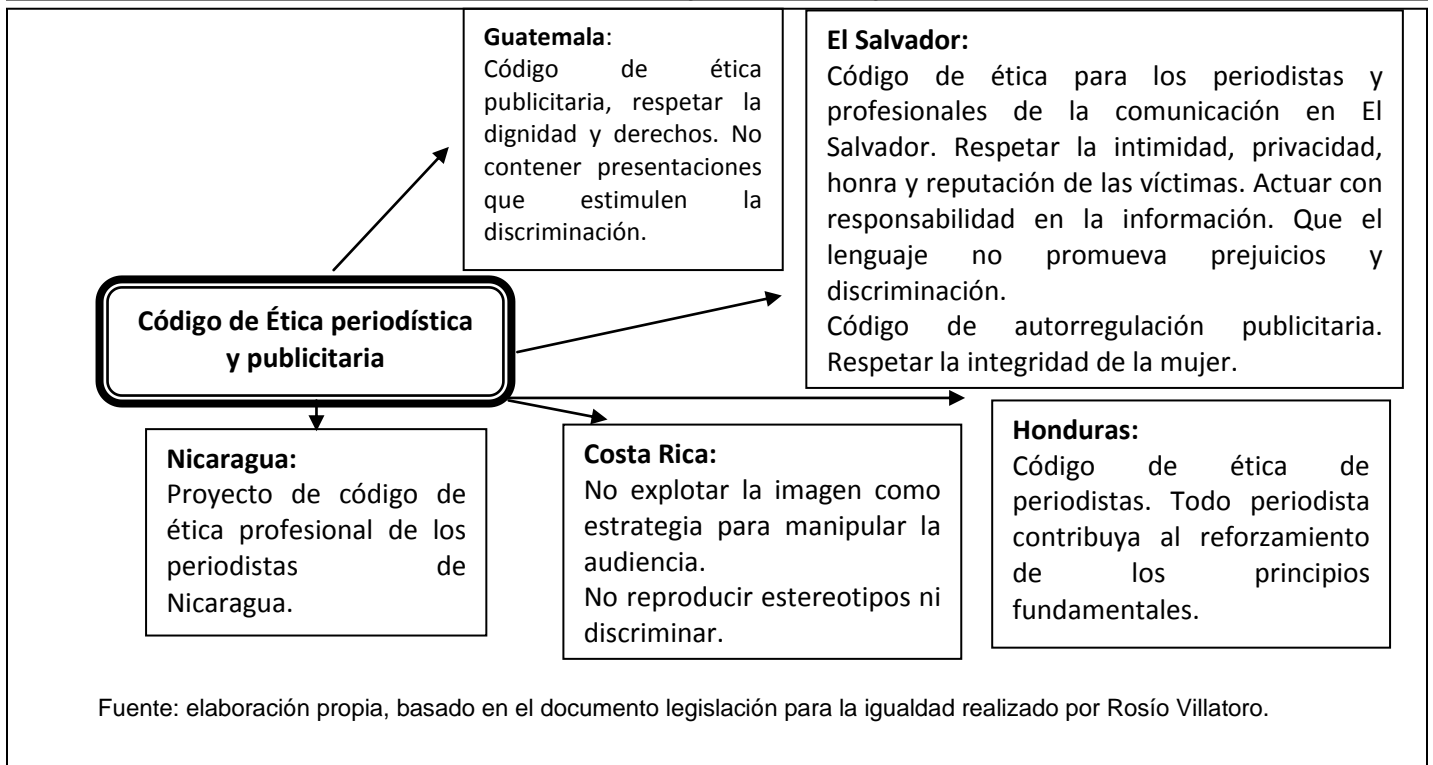 Guatemala:
Código de ética
publicitaria, respetar la
dignidad y derechos. No
contener presentaciones
que estimulen la
discriminación.
El Salvador:
Código de ética para los periodistas y
profesionales de la comunicación en El
Salvador. Respetar la intimidad, privacidad,
honra y reputación de las víctimas. Actuar con
responsabilidad en la información. Que el
lenguaje no promueva prejuicios y
discriminación.
Código de autorregulación publicitaria.
Respetar la integridad de la mujer.
Código de Ética periodística
y publicitaria
Nicaragua:
Proyecto de código de
ética profesional de los
periodistas de
Nicaragua.
Costa Rica:
No explotar la imagen como
estrategia para manipular la
audiencia.
No reproducir estereotipos ni
discriminar.
Honduras:
Código de ética de
periodistas. Todo periodista
contribuya al reforzamiento
de los principios
fundamentales.
Fuente: elaboración propia, basado en el documento legislación para la igualdad realizado por Rosío Villatoro.